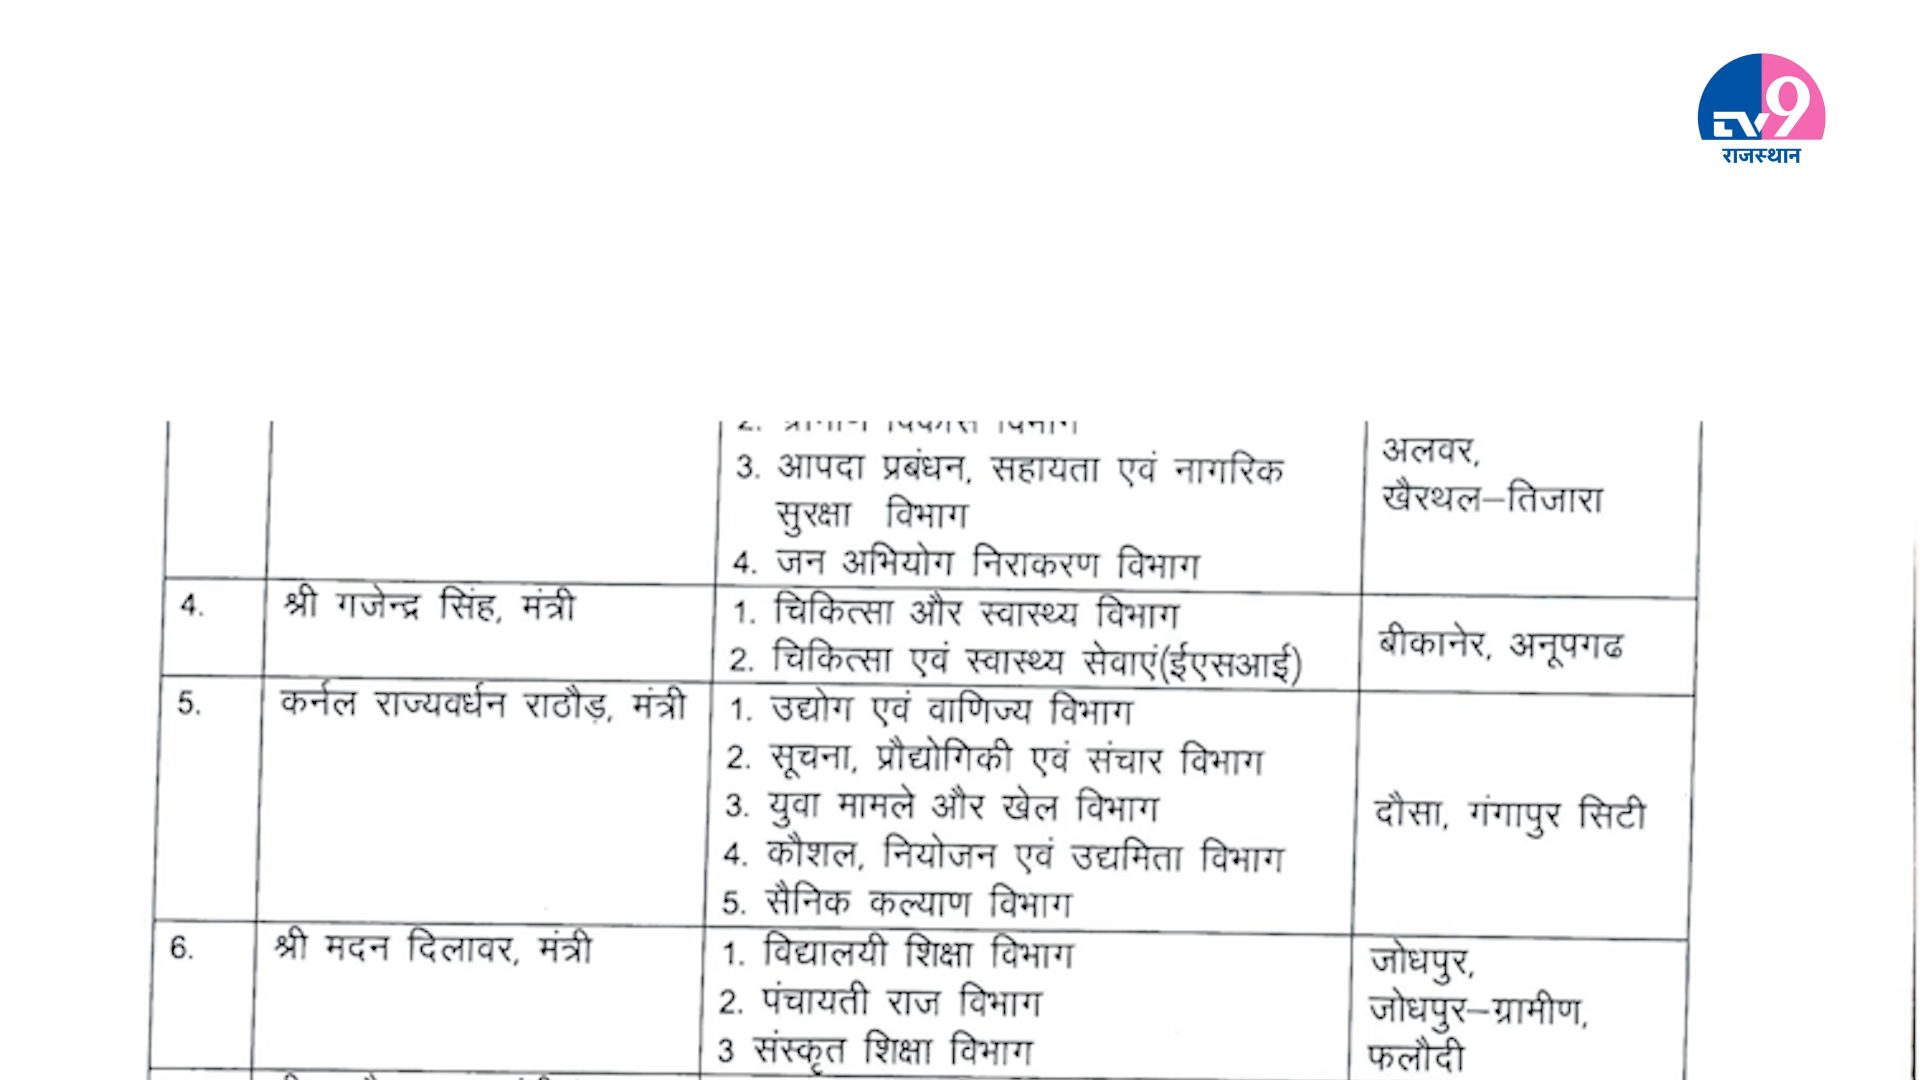 TV9
राजस्थान
2. ग्रामीण विकास विभाग
3. आपदा प्रबंधन, सहायता एवं नागरिक
सुरक्षा विभाग
4. जन अभियोग निराकरण विभाग
अलवर,
खैरथल–तिजारा
4.
श्री गजेन्द्र सिंह, मंत्री
1. चिकित्सा और स्वास्थ्य विभाग
2. चिकित्सा एवं स्वास्थ्य सेवाएं(ईएसआई)
बीकानेर, अनूपगढ
5.
कर्नल राज्यवर्धन राठौड़, मंत्री
1. उद्योग एवं वाणिज्य विभाग
2. सूचना, प्रौद्योगिकी एवं संचार विभाग
3. युवा मामले और खेल विभाग
4. कौशल, नियोजन एवं उद्यमिता विभाग
5. सैनिक कल्याण विभाग
दौसा, गंगापुर सिटी
6.
श्री मदन दिलावर, मंत्री
1. विद्यालयी शिक्षा विभाग
2. पंचायती राज विभाग
3 संस्कृत शिक्षा विभाग
जोधपुर,
जोधपुर–ग्रामीण,
फलौदी